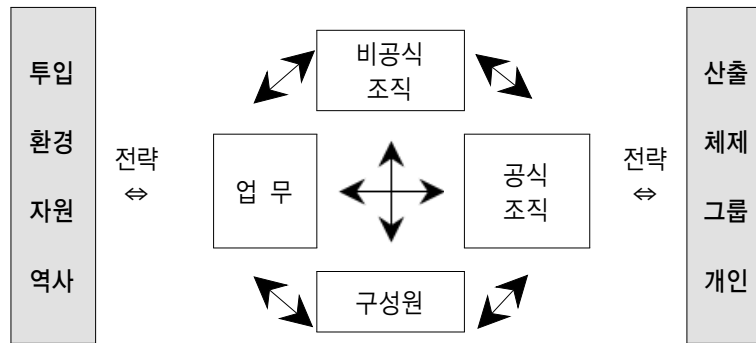 투입
환경
자원
역사
전략
⇔
비공식
조직
업 무
공식
조직
구성원
전략
⇔
산출
체제
그룹
개인